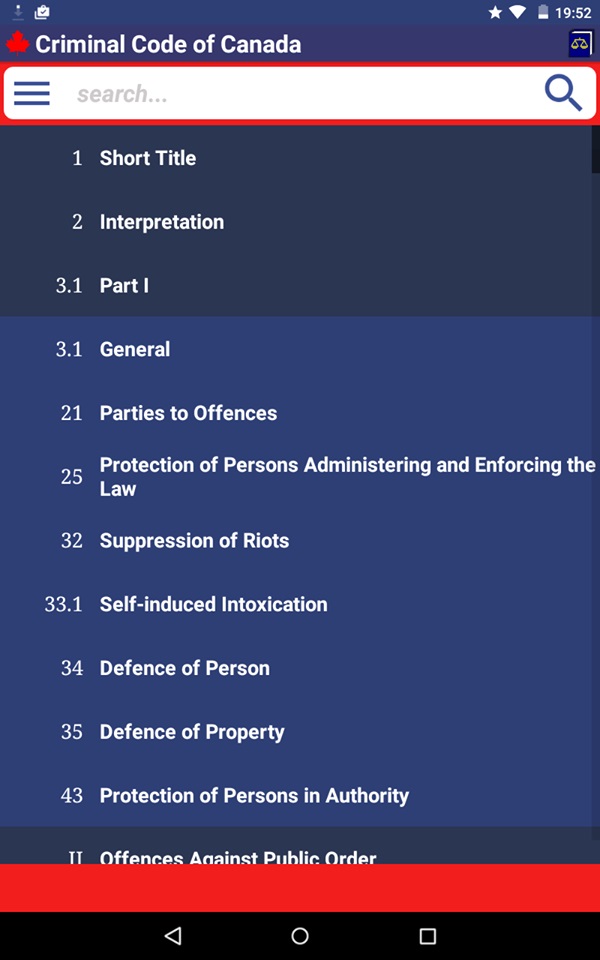 19:52
Criminal Code of Canada
search...
1 Short Title
2 Interpretation
3.1 Part I
3.1 General
21 Parties to Offences
25 Protection of Persons Administering and Enforcing the
Law
32 Suppression of Riots
33.1 Self-induced Intoxication
34 Defence of Person
35 Defence of Property
43 Protection of Persons in Authority
II Offences Against Public Order